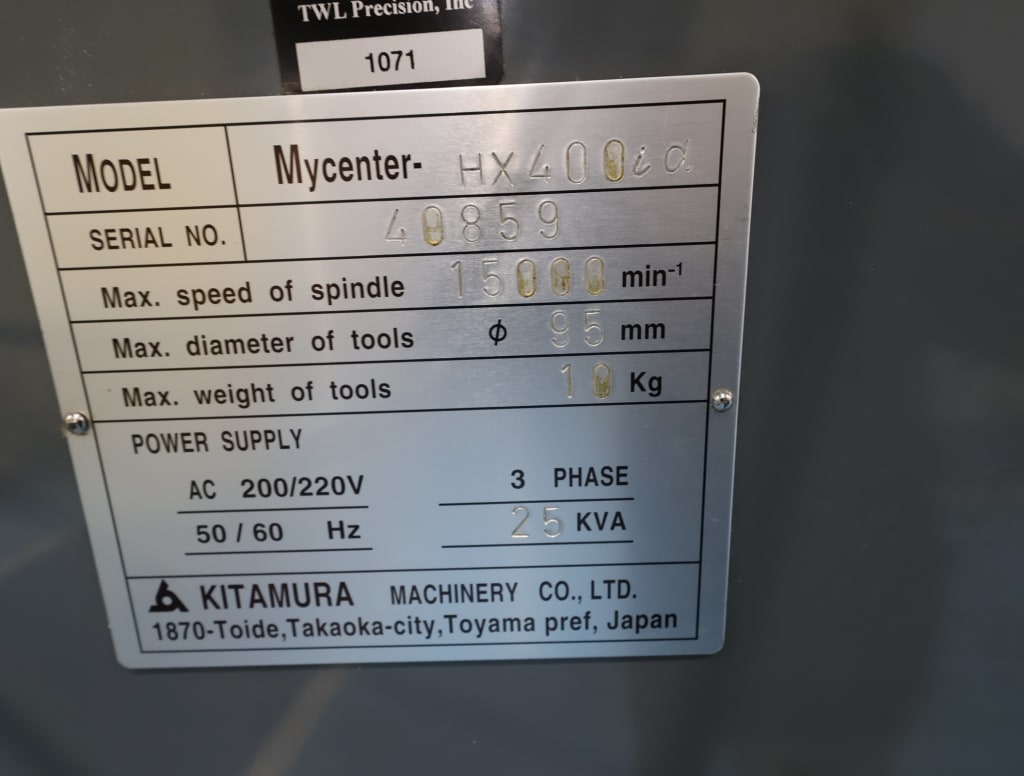 TWL Precision, Inc
1071
MODEL Mycenter- HX400id
SERIAL NO. 40859
Max. speed of spindle 15000 min-1
Max. diameter of tools ϕ 95 mm
Max. weight of tools 10 Kg
POWER SUPPLY
AC 200/220V 3 PHASE
50 / 60 Hz 25 KVA
KITAMURA MACHINERY CO., LTD.
1870-Toide,Takaoka-city,Toyama pref, Japan